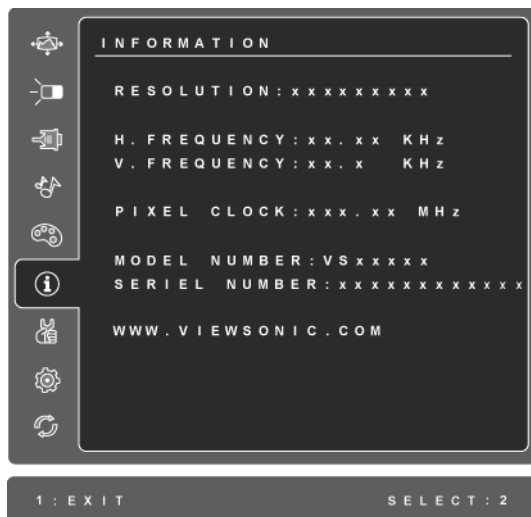 INFORMATION
RESOLUTION:xxxxxxxxx
H. FREQUENCY:xx.xx KHz
V. FREQUENCY:xx.x KHz
PIXEL CLOCK:xxx.xx MHz
MODEL NUMBER:VSxxxxx
SERIEL NUMBER:xxxxxxxxxxxx
WWW.VIEWSONIC.COM
1:EXIT SELECT:2